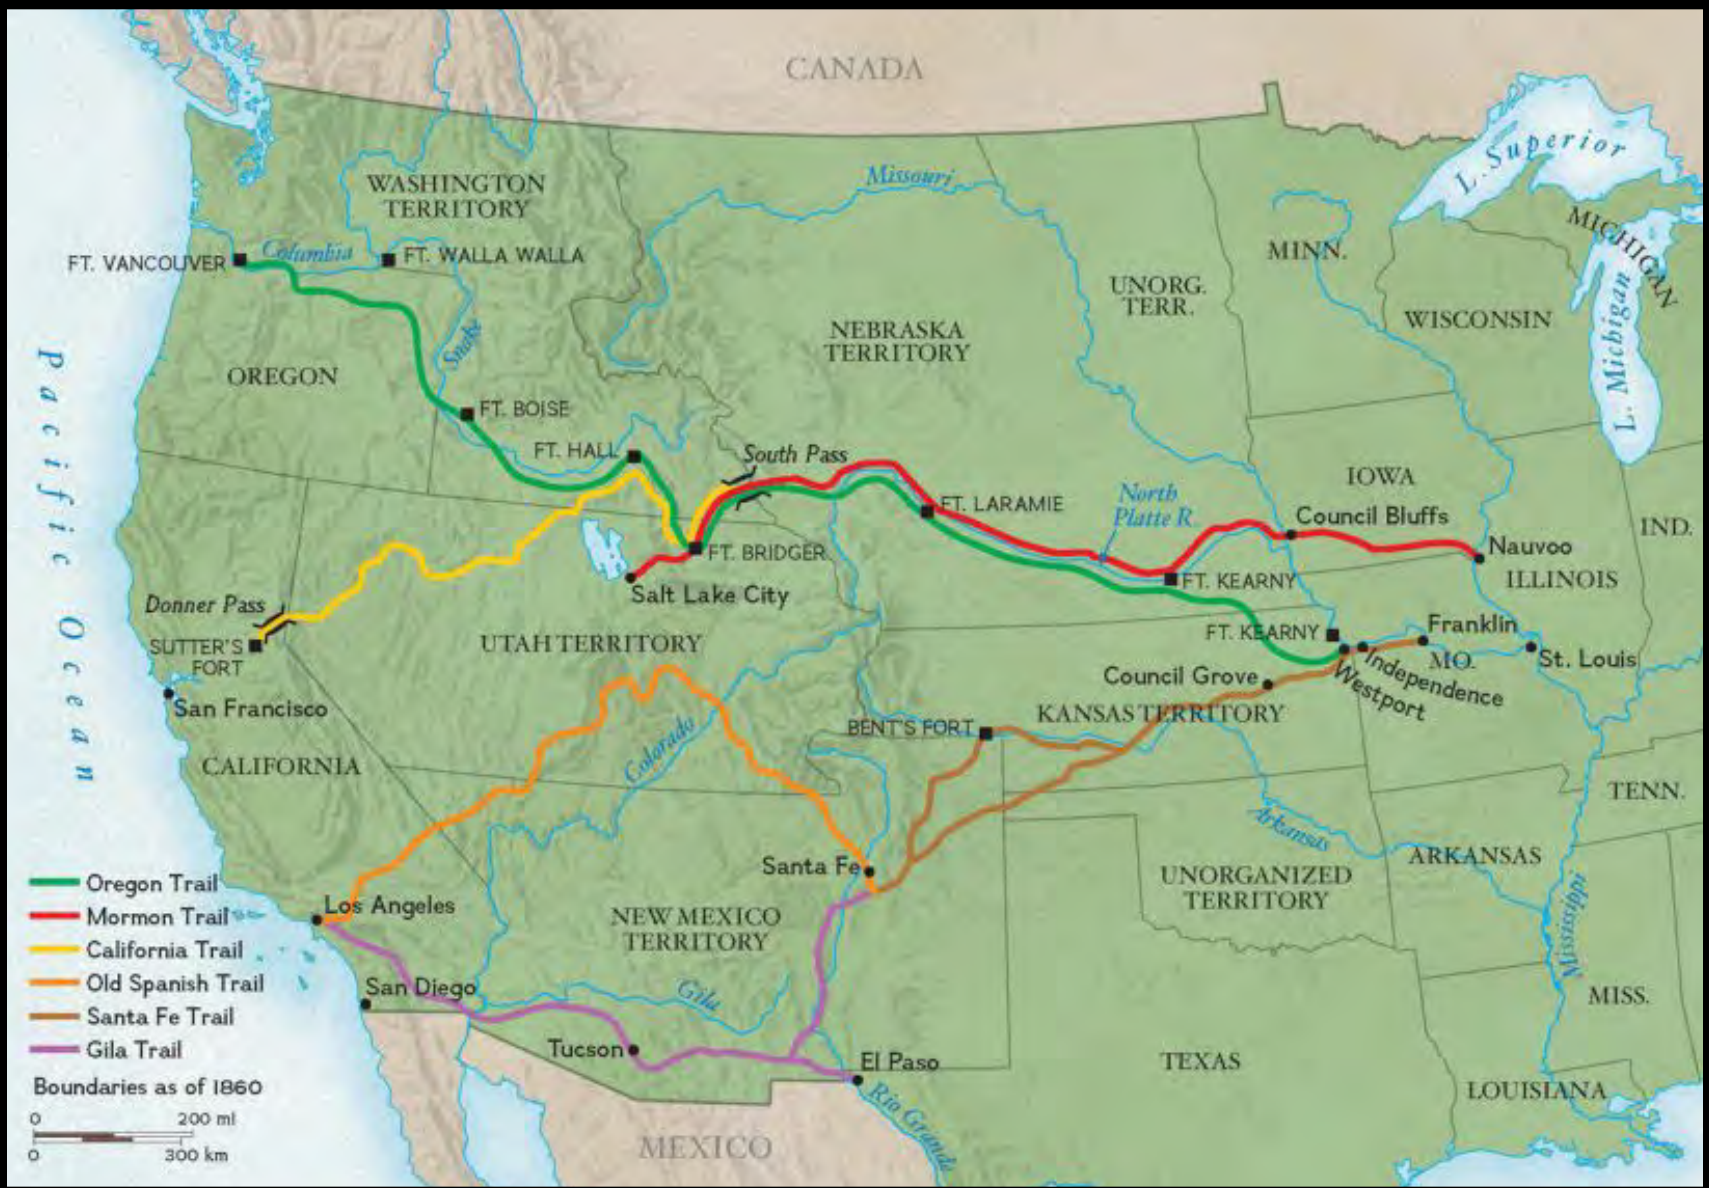 CANADA
L. Superior
WASHINGTON
TERRITORY
Missouri
MICHIGAN
MINN.
FT. VANCOUVER
Columbia
FT. WALLA WALLA
UNORG.
TERR.
WISCONSIN
L. Michigan
NEBRASKA
TERRITORY
Snake
Pacific Ocean
OREGON
FT. BOISE
FT. HALL
South Pass
IOWA
North
Platte R.
FT. LARAMIE
Council Bluffs
IND.
FT. BRIDGER
Nauvoo
ILLINOIS
FT. KEARNY
Salt Lake City
Donner Pass
SUTTER'S
FORT
UTAH TERRITORY
FT. KEARNY
Franklin
MO.
St. Louis
Independence
Westport
Council Grove
San Francisco
KANSAS TERRITORY
BENT'S FORT
Colorado
CALIFORNIA
TENN.
Arkansas
ARKANSAS
Santa Fe
UNORGANIZED
TERRITORY
Los Angeles
NEW MEXICO
TERRITORY
Mississippi
San Diego
Gila
MISS.
Tucson
El Paso
TEXAS
LOUISIANA
Rio Grande
MEXICO
Oregon Trail
Mormon Trail
California Trail
Old Spanish Trail
Santa Fe Trail
Gila Trail
Boundaries as of 1860
0 200 mi
0 300 km